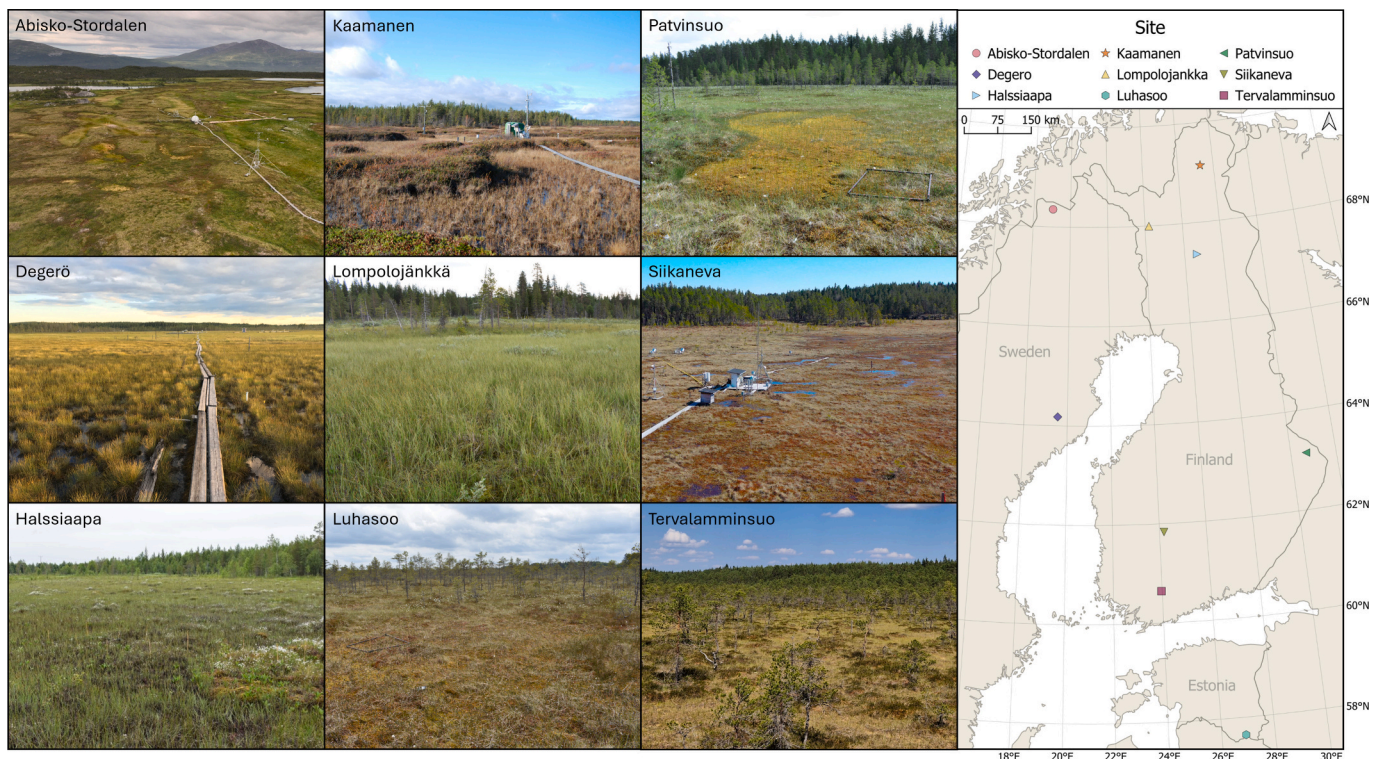 Abisko-Stordalen
Kaamanen
Patvinsuo
Degerö
Lompolojänkkä
Siikaneva
Halssiaapa
Luhasoo
Tervalamminsuo
Site
Abisko-Stordalen
Kaamanen
Patvinsuo
Degero
Lompolojankka
Siikaneva
Halssiaapa
Luhasoo
Tervalamminsuo
0 75 150 km
68°N
66°N
Sweden
64°N
Finland
62°N
60°N
Estonia
58°N
18°E 20°E 22°E 24°E 26°E 28°E 30°E